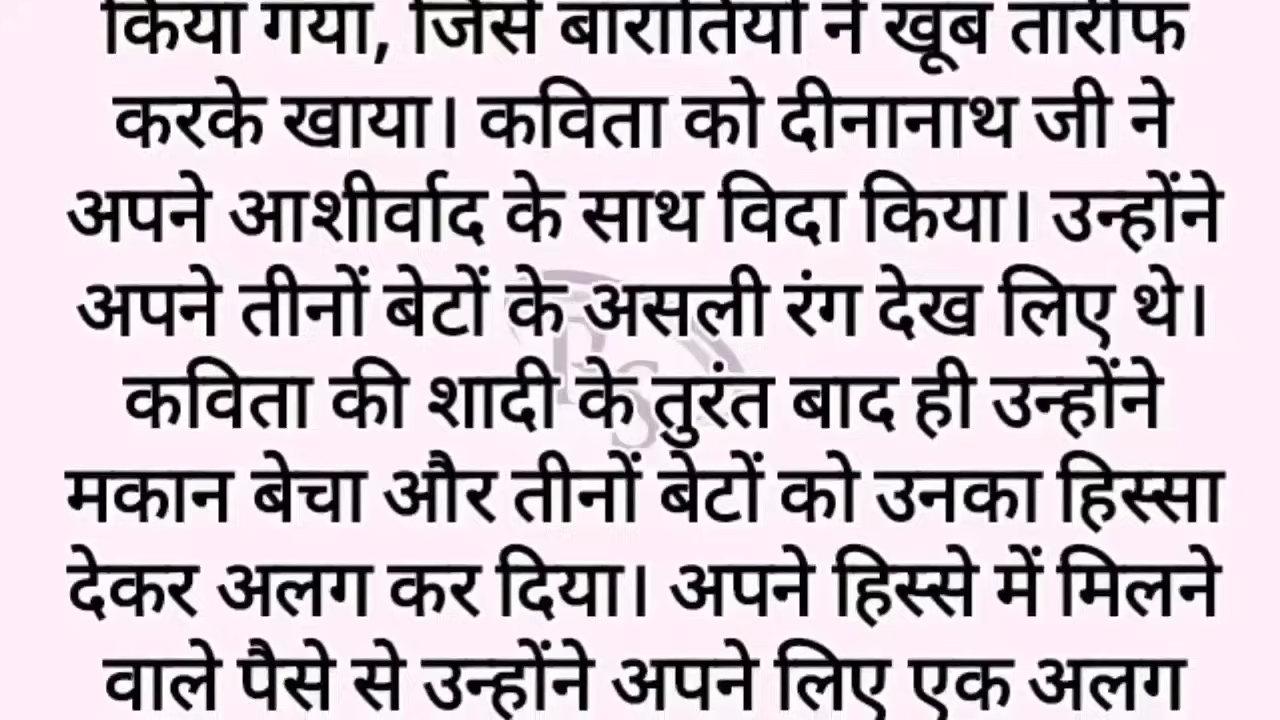 किया गया, जिसे बारातियों ने खूब तारीफ
करके खाया। कविता को दीनानाथ जी ने
अपने आशीर्वाद के साथ विदा किया। उन्होंने
अपने तीनों बेटों के असली रंग देख लिए थे।
कविता की शादी के तुरंत बाद ही उन्होंने
मकान बेचा और तीनों बेटों को उनका हिस्सा
देकर अलग कर दिया। अपने हिस्से में मिलने
वाले पैसे से उन्होंने अपने लिए एक अलग
PS